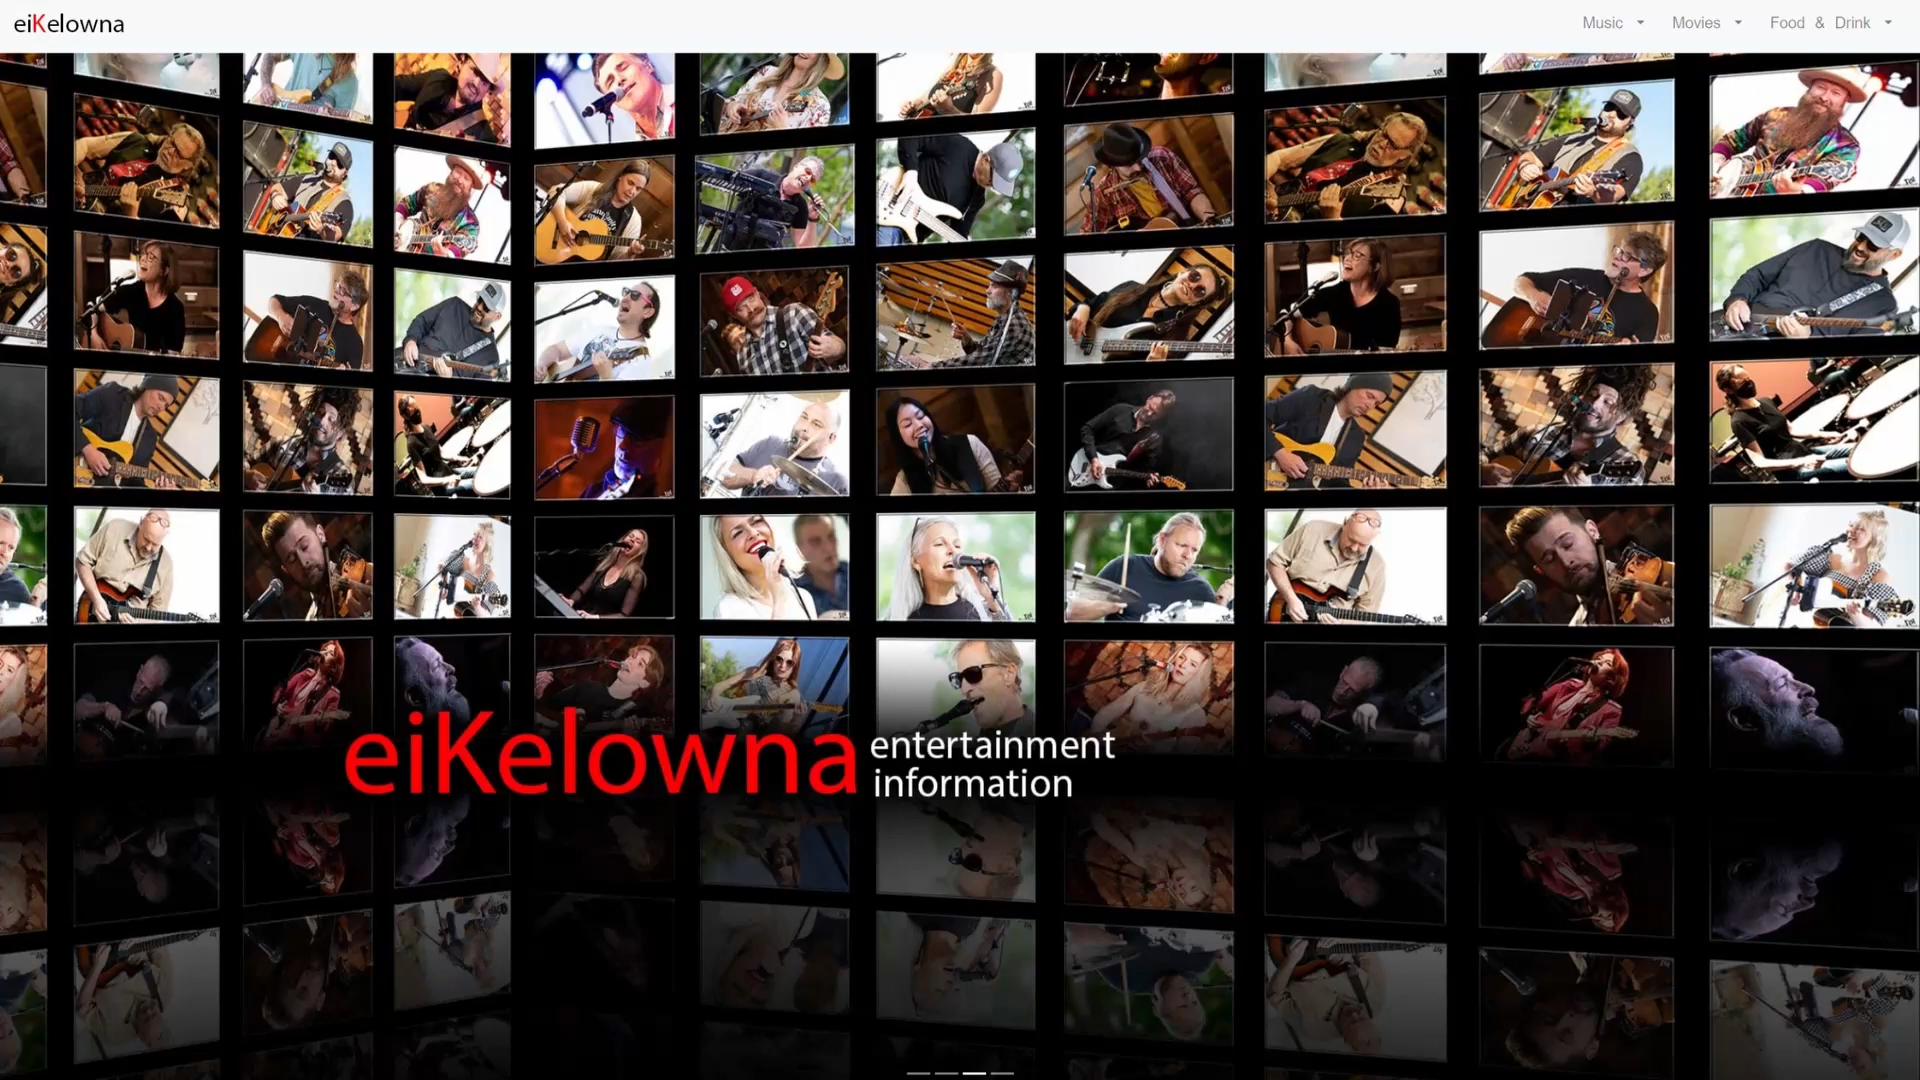 eiKelowna
Music
Movies
Food & Drink
eiKelowna
entertainment
information